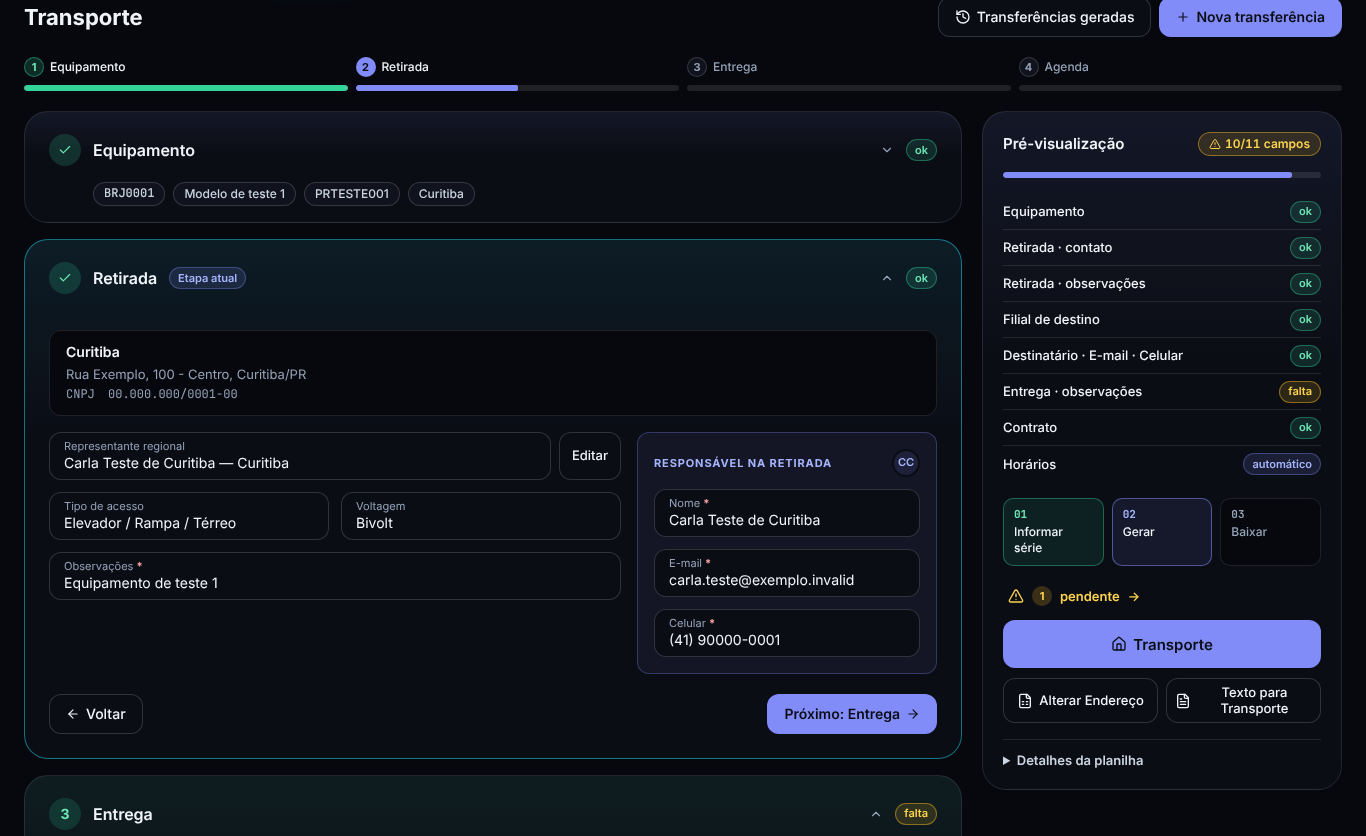 Transporte
Transferências geradas
+ Nova transferência
1 Equipamento
2 Retirada
3 Entrega
4 Agenda
Equipamento
ok
BRJ0001
Modelo de teste 1
PRTESTE001
Curitiba
Retirada
Etapa atual
ok
Curitiba
Rua Exemplo, 100 - Centro, Curitiba/PR
CNPJ 00.000.000/0001-00
Representante regional
Carla Teste de Curitiba — Curitiba
Editar
Tipo de acesso
Elevador / Rampa / Térreo
Voltagem
Bivolt
Observações *
Equipamento de teste 1
RESPONSÁVEL NA RETIRADA
CC
Nome *
Carla Teste de Curitiba
E-mail *
carla.teste@exemplo.invalid
Celular *
(41) 90000-0001
← Voltar
Próximo: Entrega →
3 Entrega
falta
Pré-visualização
10/11 campos
Equipamento ok
Retirada · contato ok
Retirada · observações ok
Filial de destino ok
Destinatário · E-mail · Celular ok
Entrega · observações falta
Contrato ok
Horários automático
01
Informar
série
02
Gerar
03
Baixar
1 pendente →
Transporte
Alterar Endereço
Texto para
Transporte
Detalhes da planilha